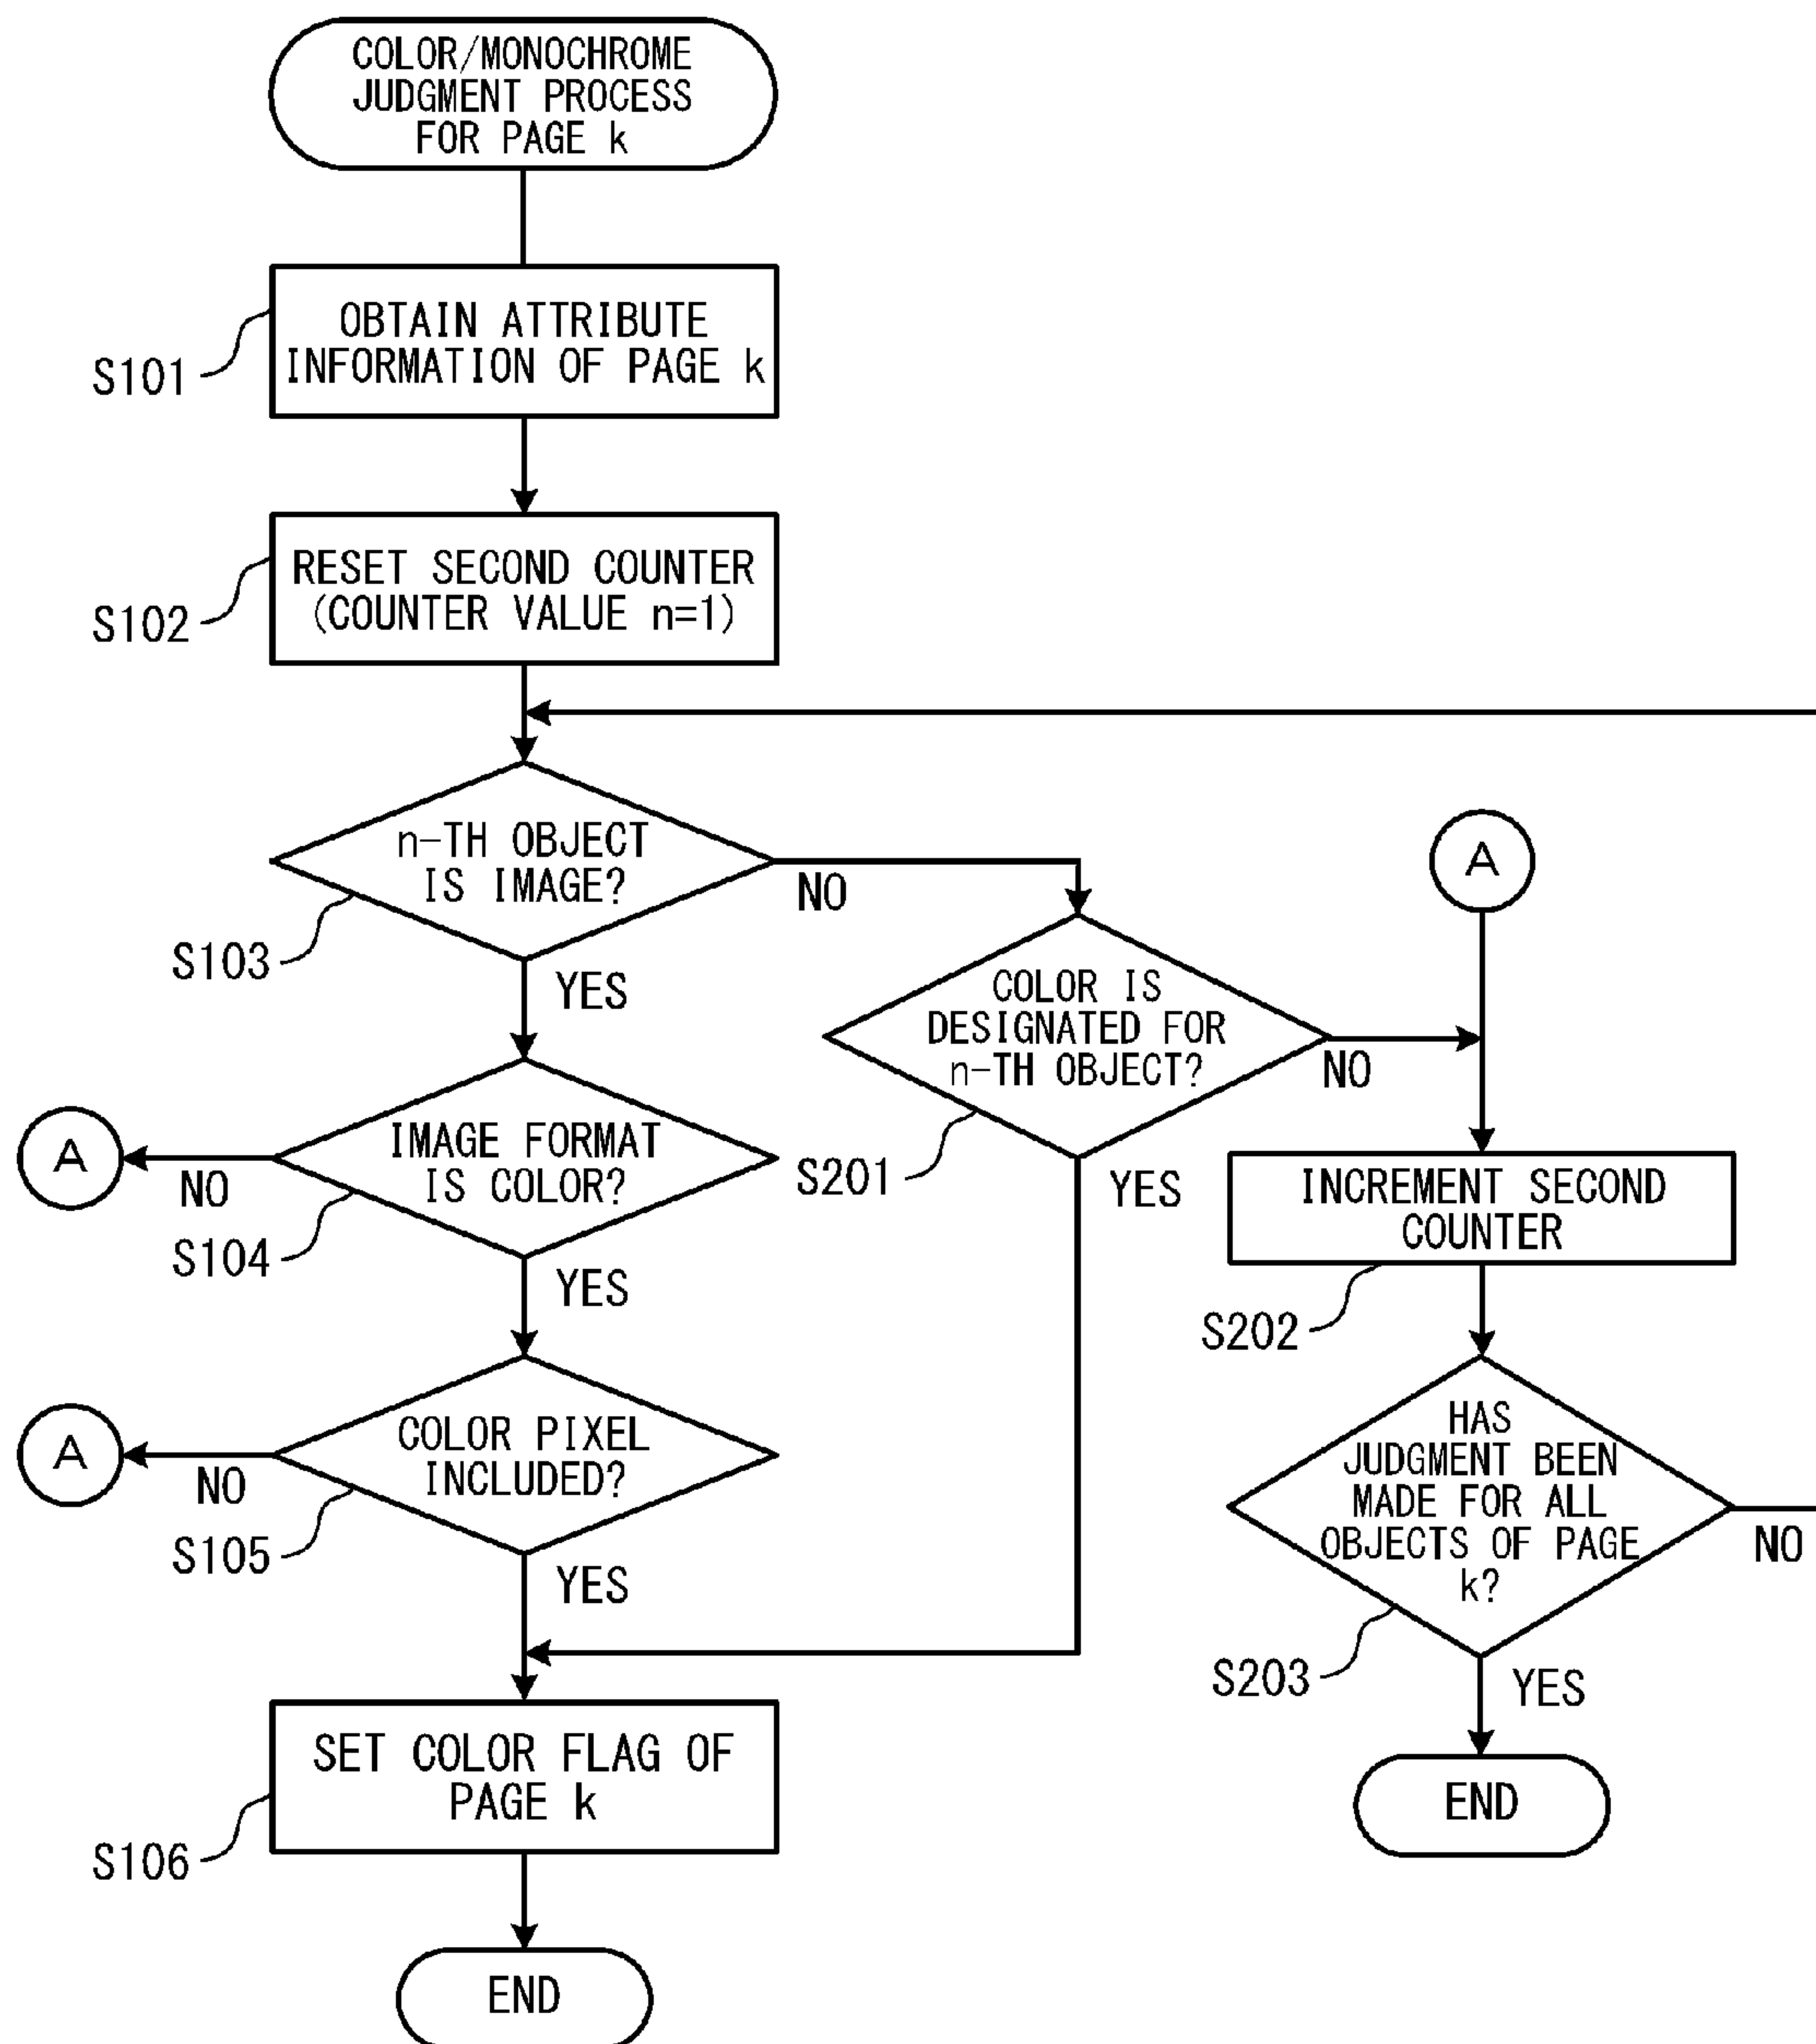 COLOR/MONOCHROME
JUDGMENT PROCESS
FOR PAGE k
OBTAIN ATTRIBUTE
INFORMATION OF PAGE k
S101
RESET SECOND COUNTER
(COUNTER VALUE n=1)
S102
n-TH OBJECT
IS IMAGE?
NO
S103
YES
A
COLOR IS
DESIGNATED FOR
n-TH OBJECT?
NO
S201
YES
IMAGE FORMAT
IS COLOR?
A
NO
S104
YES
INCREMENT SECOND
COUNTER
S202
COLOR PIXEL
INCLUDED?
A
NO
S105
YES
HAS
JUDGMENT BEEN
MADE FOR ALL
OBJECTS OF PAGE
k?
NO
S203
YES
SET COLOR FLAG OF
PAGE k
S106
END
END